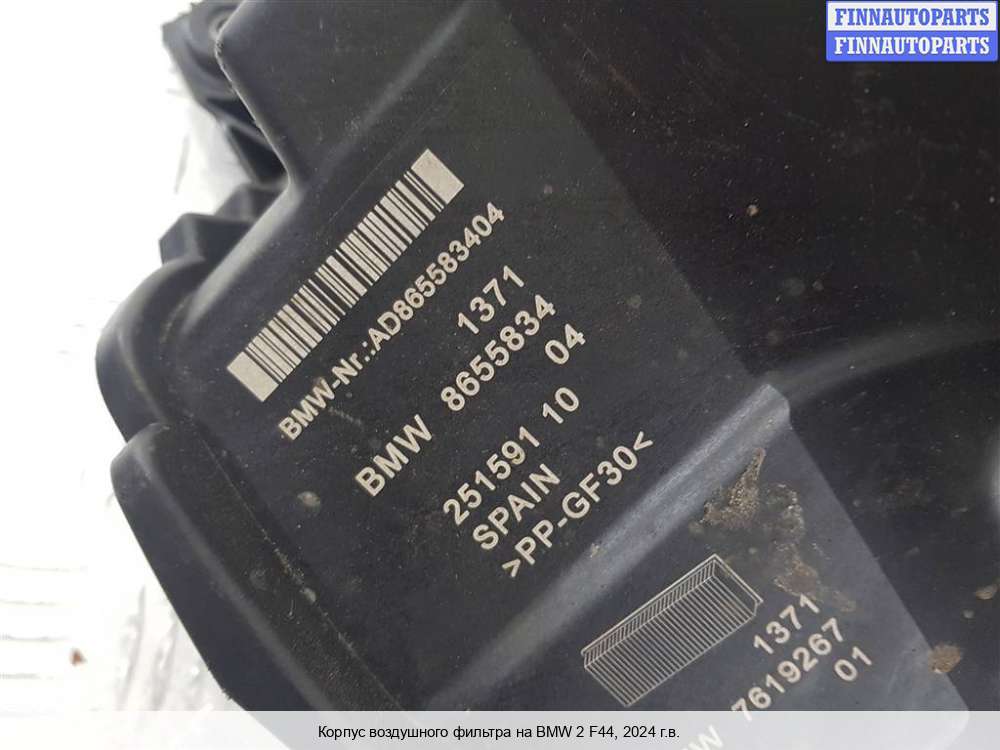 FINNAUTOPARTS
FINNAUTOPARTS
BMW-Nr.:AD865583404
1371
BMW 8655834
04
251591 10
SPAIN
>PP-GF30<
1371
7619267
01
Корпус воздушного фильтра на BMW 2 F44, 2024 г.в.